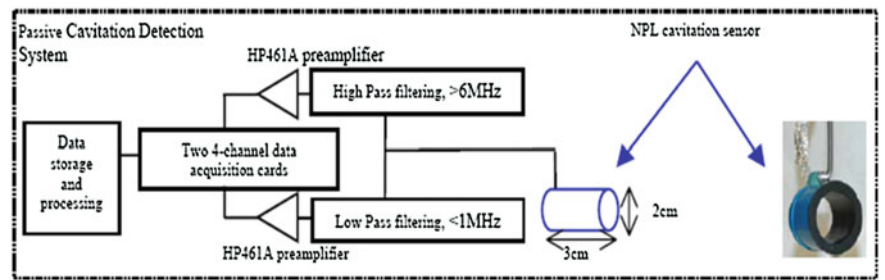 Passive Cavitation Detection
System
NPL cavitation sensor
HP461A preamplifier
High Pass filtering, >6MHz
Data
storage
and
processing
Two 4-channel data
acquisition cards
Low Pass filtering, <1MHz
HP461A preamplifier
2cm
3cm